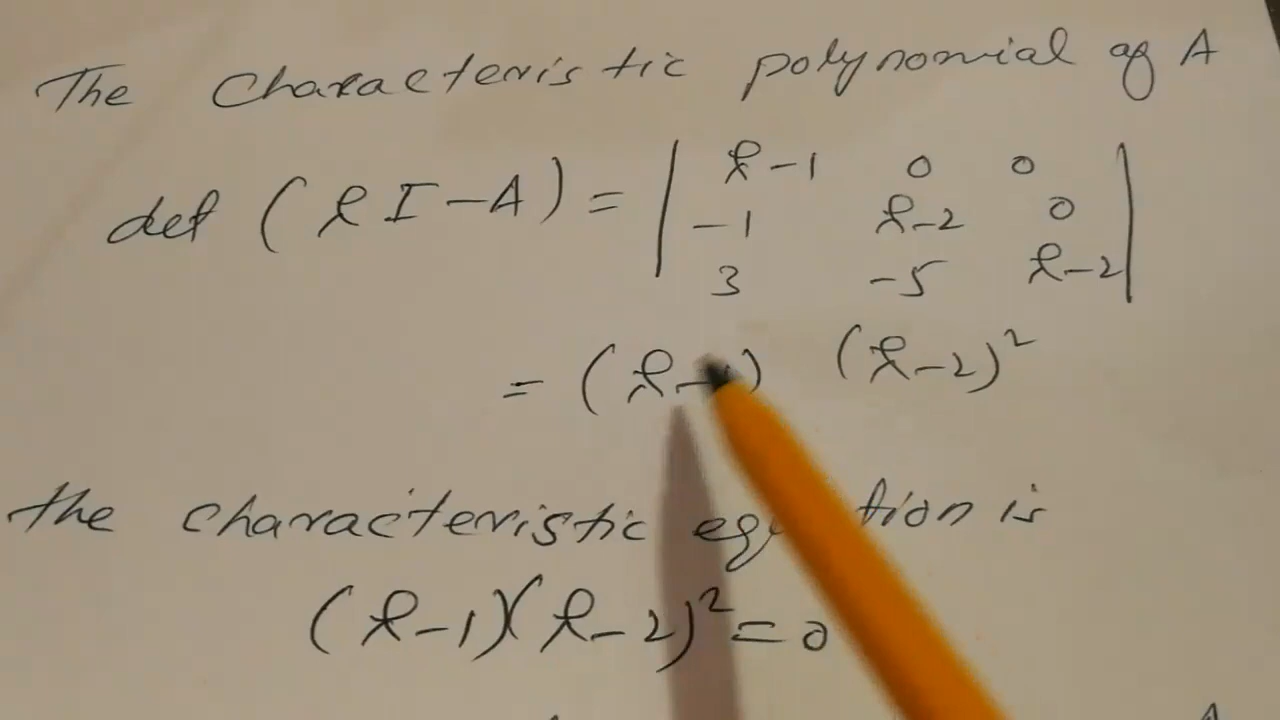 The characteristic polynomial of A
det (λI-A) = | λ-1 0 0
-1 λ-2 0
3 -5 λ-2 |
= (λ-1) (λ-2)²
the characteristic is
(λ-1)(λ-2)² = 0